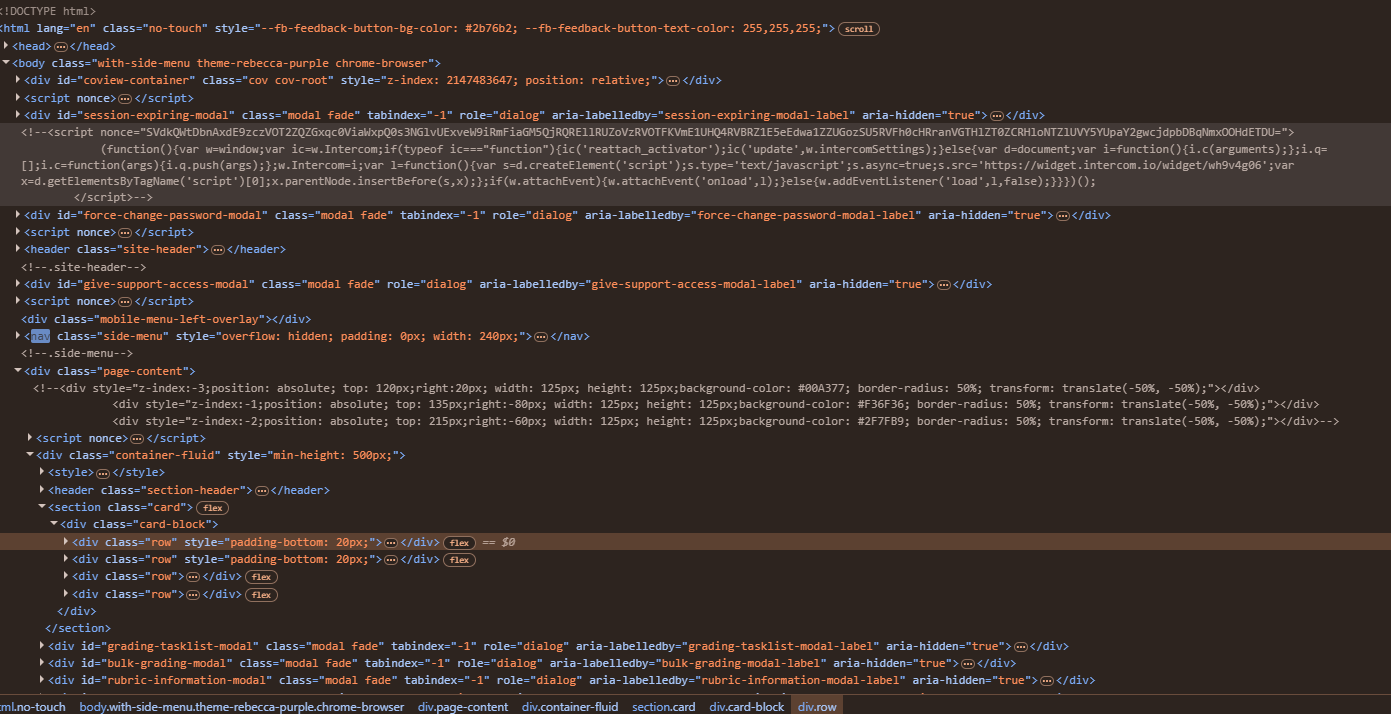 <!DOCTYPE html>
<html lang="en" class="no-touch" style="--fb-feedback-button-bg-color: #2b76b2; --fb-feedback-button-text-color: 255,255,255;"> scroll
<head> ⋯ </head>
<body class="with-side-menu theme-rebecca-purple chrome-browser">
<div id="coview-container" class="cov cov-root" style="z-index: 2147483647; position: relative;"> ⋯ </div>
<script nonce> ⋯ </script>
<div id="session-expiring-modal" class="modal fade" tabindex="-1" role="dialog" aria-labelledby="session-expiring-modal-label" aria-hidden="true"> ⋯ </div>
<!--<script nonce=
(function(){var w=window;var ic=w.Intercom;if(typeof ic==="function"){ic('reattach_activator');ic('update',w.intercomSettings);}else{var d=document;var i=function(){i.c(arguments);};i.q=
[];i.c=function(args){i.q.push(args);};w.Intercom=i;var l=function(){var s=d.createElement('script');s.type='text/javascript';s.async=true;s.src='https://widget.intercom.io/widget/wh9v4g06';var
x=d.getElementsByTagName('script')[0];x.parentNode.insertBefore(s,x);};if(w.attachEvent){w.attachEvent('onload',l);}else{w.addEventListener('load',l,false);}}})();
</script>-->
<div id="force-change-password-modal" class="modal fade" tabindex="-1" role="dialog" aria-labelledby="force-change-password-modal-label" aria-hidden="true"> ⋯ </div>
<script nonce> ⋯ </script>
<header class="site-header"> ⋯ </header>
<!--.site-header-->
<div id="give-support-access-modal" class="modal fade" role="dialog" aria-labelledby="give-support-access-modal-label" aria-hidden="true"> ⋯ </div>
<script nonce> ⋯ </script>
<div class="mobile-menu-left-overlay"></div>
<nav class="side-menu" style="overflow: hidden; padding: 0px; width: 240px;"> ⋯ </nav>
<!--.side-menu-->
<div class="page-content">
<!--<div style="z-index:-3;position: absolute; top: 120px;right:20px; width: 125px; height: 125px;background-color: #00A377; border-radius: 50%; transform: translate(-50%, -50%);"></div>
<div style="z-index:-1;position: absolute; top: 135px;right:-80px; width: 125px; height: 125px;background-color: #F36F36; border-radius: 50%; transform: translate(-50%, -50%);"></div>
<div style="z-index:-2;position: absolute; top: 215px;right:-60px; width: 125px; height: 125px;background-color: #2F7FB9; border-radius: 50%; transform: translate(-50%, -50%);"></div>-->
<script nonce> ⋯ </script>
<div class="container-fluid" style="min-height: 500px;">
<style> ⋯ </style>
<header class="section-header"> ⋯ </header>
<section class="card"> flex
<div class="card-block">
<div class="row" style="padding-bottom: 20px;"> ⋯ </div> flex == $0
<div class="row" style="padding-bottom: 20px;"> ⋯ </div> flex
<div class="row"> ⋯ </div> flex
<div class="row"> ⋯ </div> flex
</div>
</section>
<div id="grading-tasklist-modal" class="modal fade" tabindex="-1" role="dialog" aria-labelledby="grading-tasklist-modal-label" aria-hidden="true"> ⋯ </div>
<div id="bulk-grading-modal" class="modal fade" tabindex="-1" role="dialog" aria-labelledby="bulk-grading-modal-label" aria-hidden="true"> ⋯ </div>
<div id="rubric-information-modal" class="modal fade" tabindex="-1" role="dialog" aria-labelledby="rubric-information-modal-label" aria-hidden="true"> ⋯ </div>
tml.no-touch body.with-side-menu.theme-rebecca-purple.chrome-browser div.page-content div.container-fluid section.card div.card-block div.row